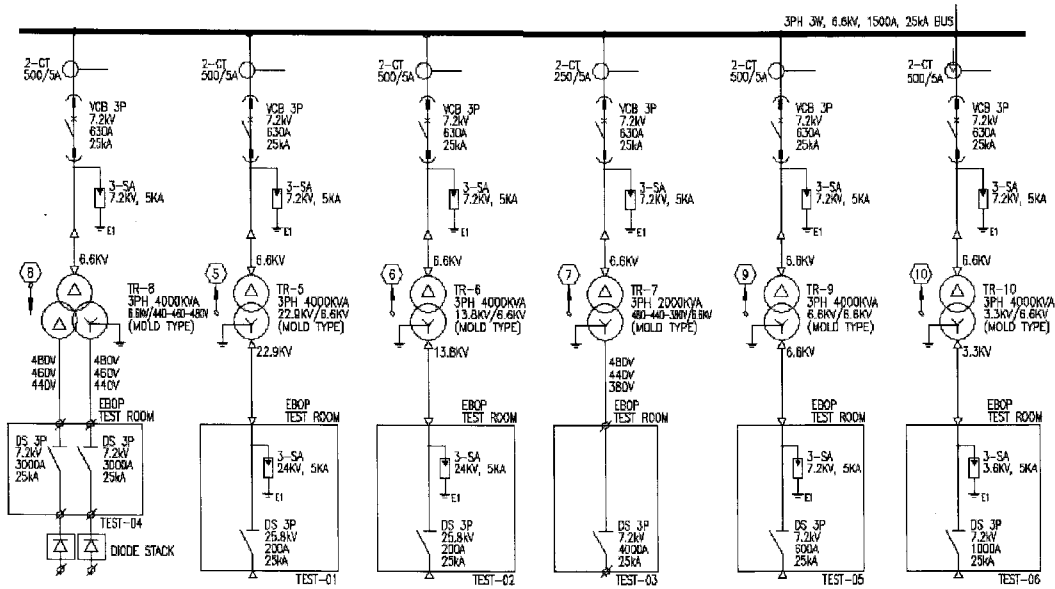 3PH 3W, 6.6kV, 1500A, 25kA BUS
2-CT
500/5A
VCB 3P
7.2kV
630A
25kA
3-SA
7.2KV, 5KA
E1
6.6KV
8
TR-8
3PH 4000KVA
6.6kV/440-460-480V
(MOLD TYPE)
480V
460V
440V
480V
460V
440V
EBOP
TEST ROOM
DS 3P
7.2kV
3000A
25kA
DS 3P
7.2kV
3000A
25kA
TEST-04
DIODE STACK
2-CT
500/5A
VCB 3P
7.2kV
630A
25kA
3-SA
7.2KV, 5KA
E1
6.6KV
5
TR-5
3PH 4000KVA
22.9KV/6.6KV
(MOLD TYPE)
22.9KV
EBOP
TEST ROOM
3-SA
24KV, 5KA
E1
DS 3P
25.8kV
200A
25kA
TEST-01
2-CT
500/5A
VCB 3P
7.2kV
630A
25kA
3-SA
7.2KV, 5KA
E1
6.6KV
6
TR-6
3PH 4000KVA
13.8KV/6.6KV
(MOLD TYPE)
13.8KV
EBOP
TEST ROOM
3-SA
24KV, 5KA
E1
DS 3P
25.8kV
200A
25kA
TEST-02
2-CT
250/5A
VCB 3P
7.2kV
630A
25kA
3-SA
7.2KV, 5KA
E1
6.6KV
7
TR-7
3PH 2000KVA
480-440-380V/6.6KV
(MOLD TYPE)
480V
440V
380V
EBOP
TEST ROOM
DS 3P
7.2kV
4000A
25kA
TEST-03
2-CT
500/5A
VCB 3P
7.2kV
630A
25kA
3-SA
7.2KV, 5KA
E1
6.6KV
9
TR-9
3PH 4000KVA
6.6KV/6.6KV
(MOLD TYPE)
6.6KV
EBOP
TEST ROOM
3-SA
7.2KV, 5KA
E1
DS 3P
7.2kV
600A
25kA
TEST-05
2-CT
500/5A
VCB 3P
7.2kV
630A
25kA
3-SA
7.2KV, 5KA
E1
6.6KV
10
TR-10
3PH 4000KVA
3.3KV/6.6KV
(MOLD TYPE)
3.3KV
EBOP
TEST ROOM
3-SA
3.6KV, 5KA
E1
DS 3P
7.2kV
1000A
25kA
TEST-06